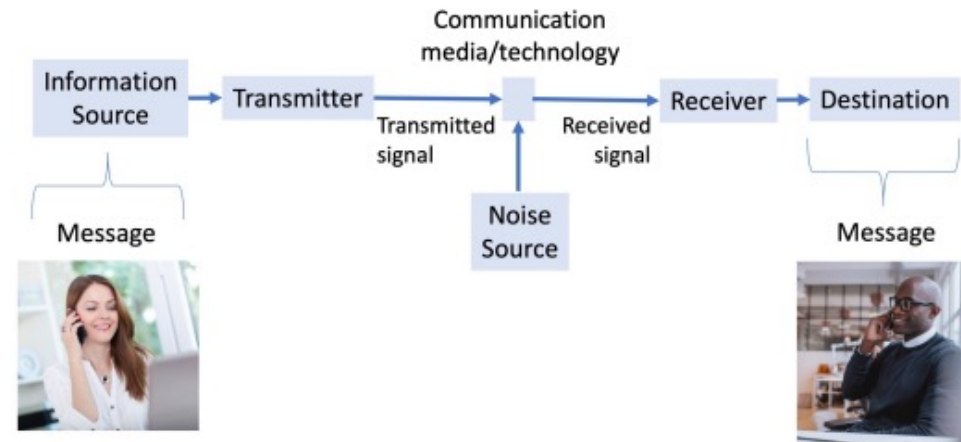 Communication
media/technology
Information
Source
Transmitter
Receiver
Destination
Transmitted
signal
Received
signal
Noise
Source
Message
Message